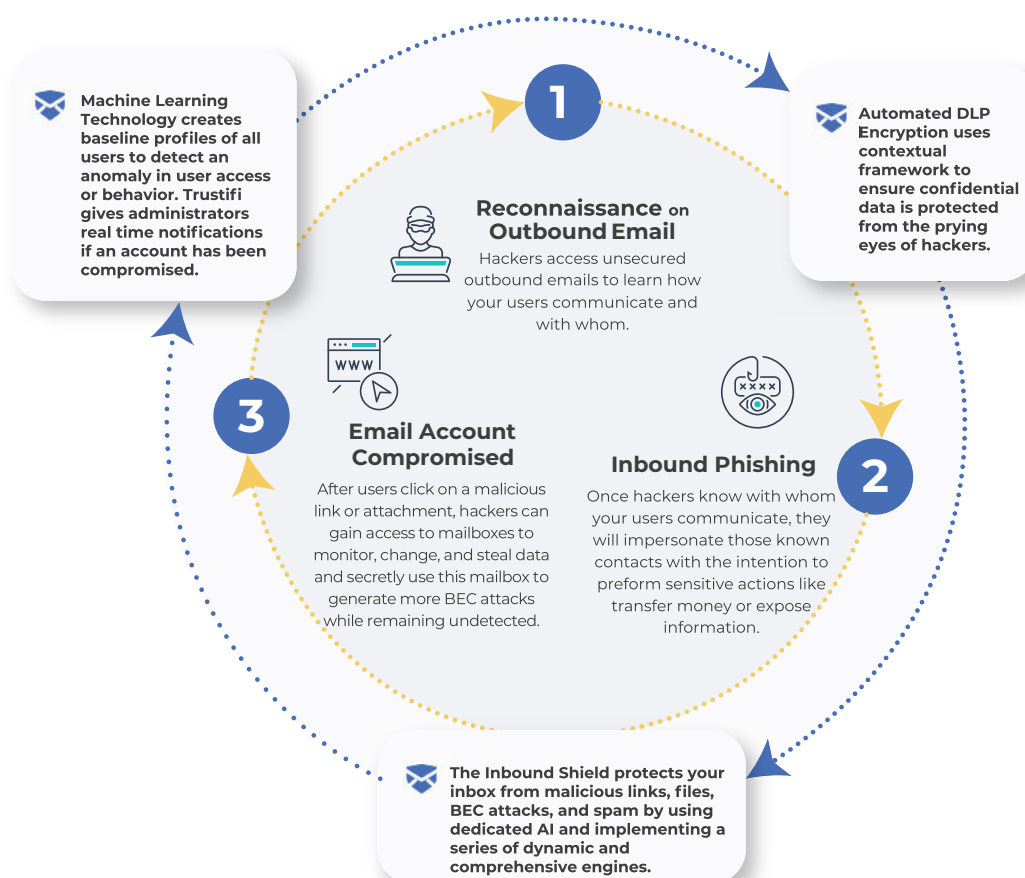 Machine Learning
Technology creates
baseline profiles of all
users to detect an
anomaly in user access
or behavior. Trustifi
gives administrators
real time notifications
if an account has been
compromised.
1
Automated DLP
Encryption uses
contextual
framework to
ensure confidential
data is protected
from the prying
eyes of hackers.
Reconnaissance on
Outbound Email
Hackers access unsecured
outbound emails to learn how
your users communicate and
with whom.
WWW
3
Email Account
Compromised
After users click on a malicious
link or attachment, hackers can
gain access to mailboxes to
monitor, change, and steal data
and secretly use this mailbox to
generate more BEC attacks
while remaining undetected.
xxxx
Inbound Phishing
2
Once hackers know with whom
your users communicate, they
will impersonate those known
contacts with the intention to
preform sensitive actions like
transfer money or expose
information.
The Inbound Shield protects your
inbox from malicious links, files,
BEC attacks, and spam by using
dedicated AI and implementing a
series of dynamic and
comprehensive engines.